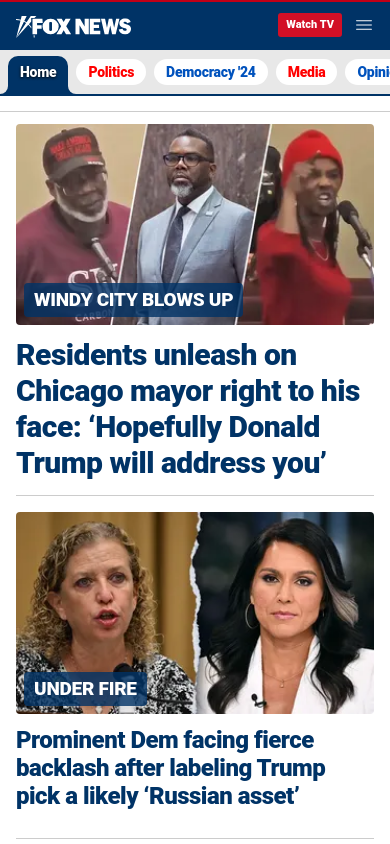 FOX NEWS
Watch TV
Home
Politics
Democracy '24
Media
Opini
WINDY CITY BLOWS UP
Residents unleash on
Chicago mayor right to his
face: ‘Hopefully Donald
Trump will address you’
UNDER FIRE
Prominent Dem facing fierce
backlash after labeling Trump
pick a likely ‘Russian asset’